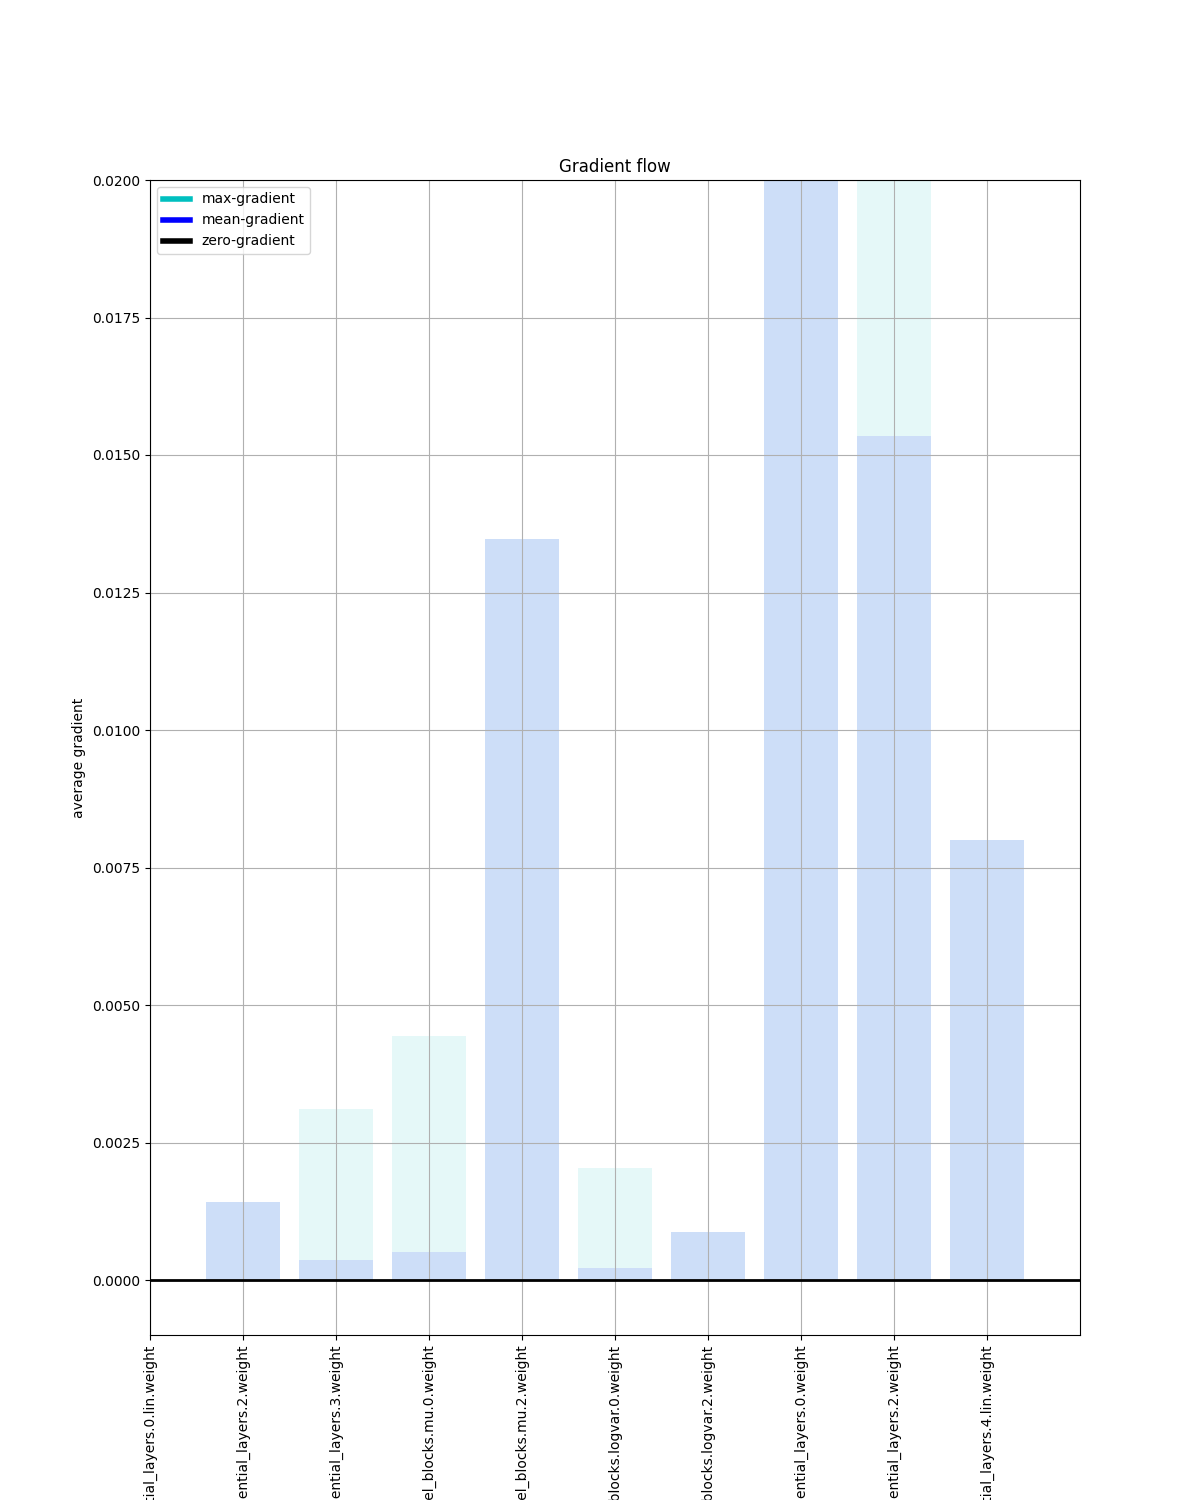 Gradient flow
max-gradient
mean-gradient
zero-gradient
0.0200
0.0175
0.0150
0.0125
0.0100
0.0075
0.0050
0.0025
0.0000
average gradient
tial_layers.0.lin.weight
ential_layers.2.weight
ential_layers.3.weight
el_blocks.mu.0.weight
el_blocks.mu.2.weight
blocks.logvar.0.weight
blocks.logvar.2.weight
ential_layers.0.weight
ential_layers.2.weight
tial_layers.4.lin.weight